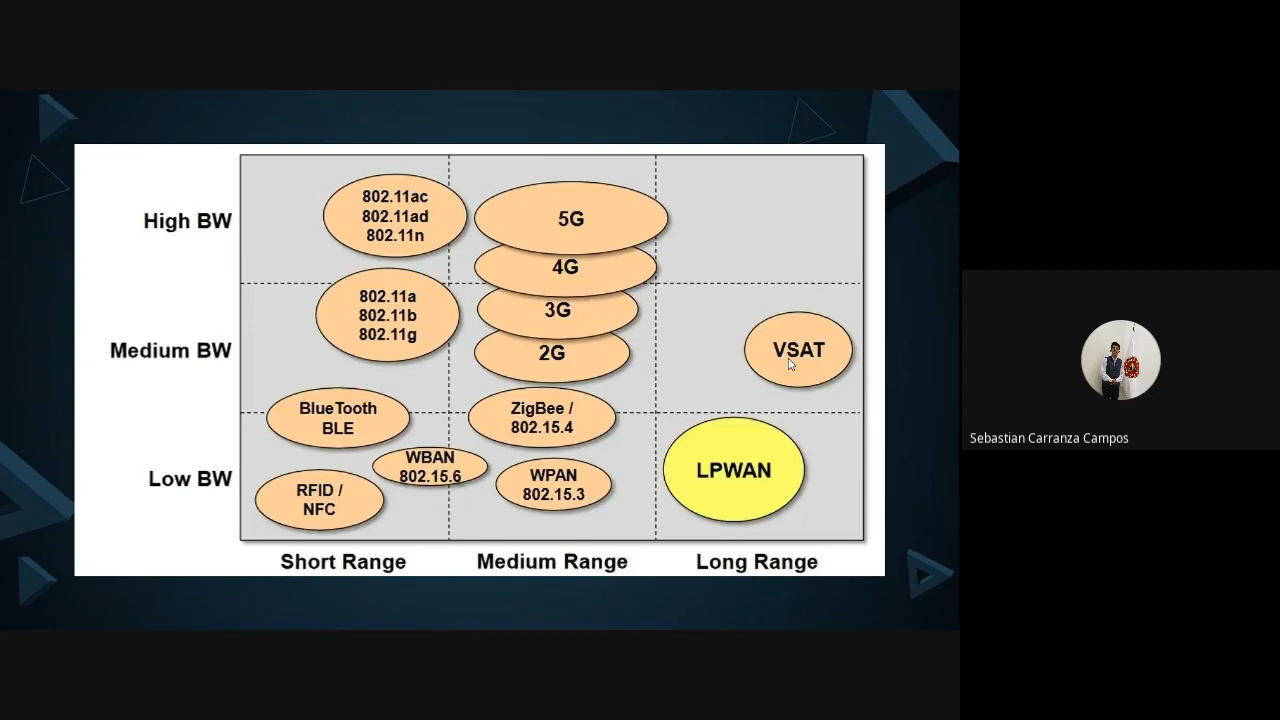 High BW
802.11ac
802.11ad
802.11n
5G
4G
Medium BW
802.11a
802.11b
802.11g
3G
2G
VSAT
BlueTooth
BLE
ZigBee /
802.15.4
Low BW
WBAN
802.15.6
RFID /
NFC
WPAN
802.15.3
LPWAN
Short Range
Medium Range
Long Range
Sebastian Carranza Campos